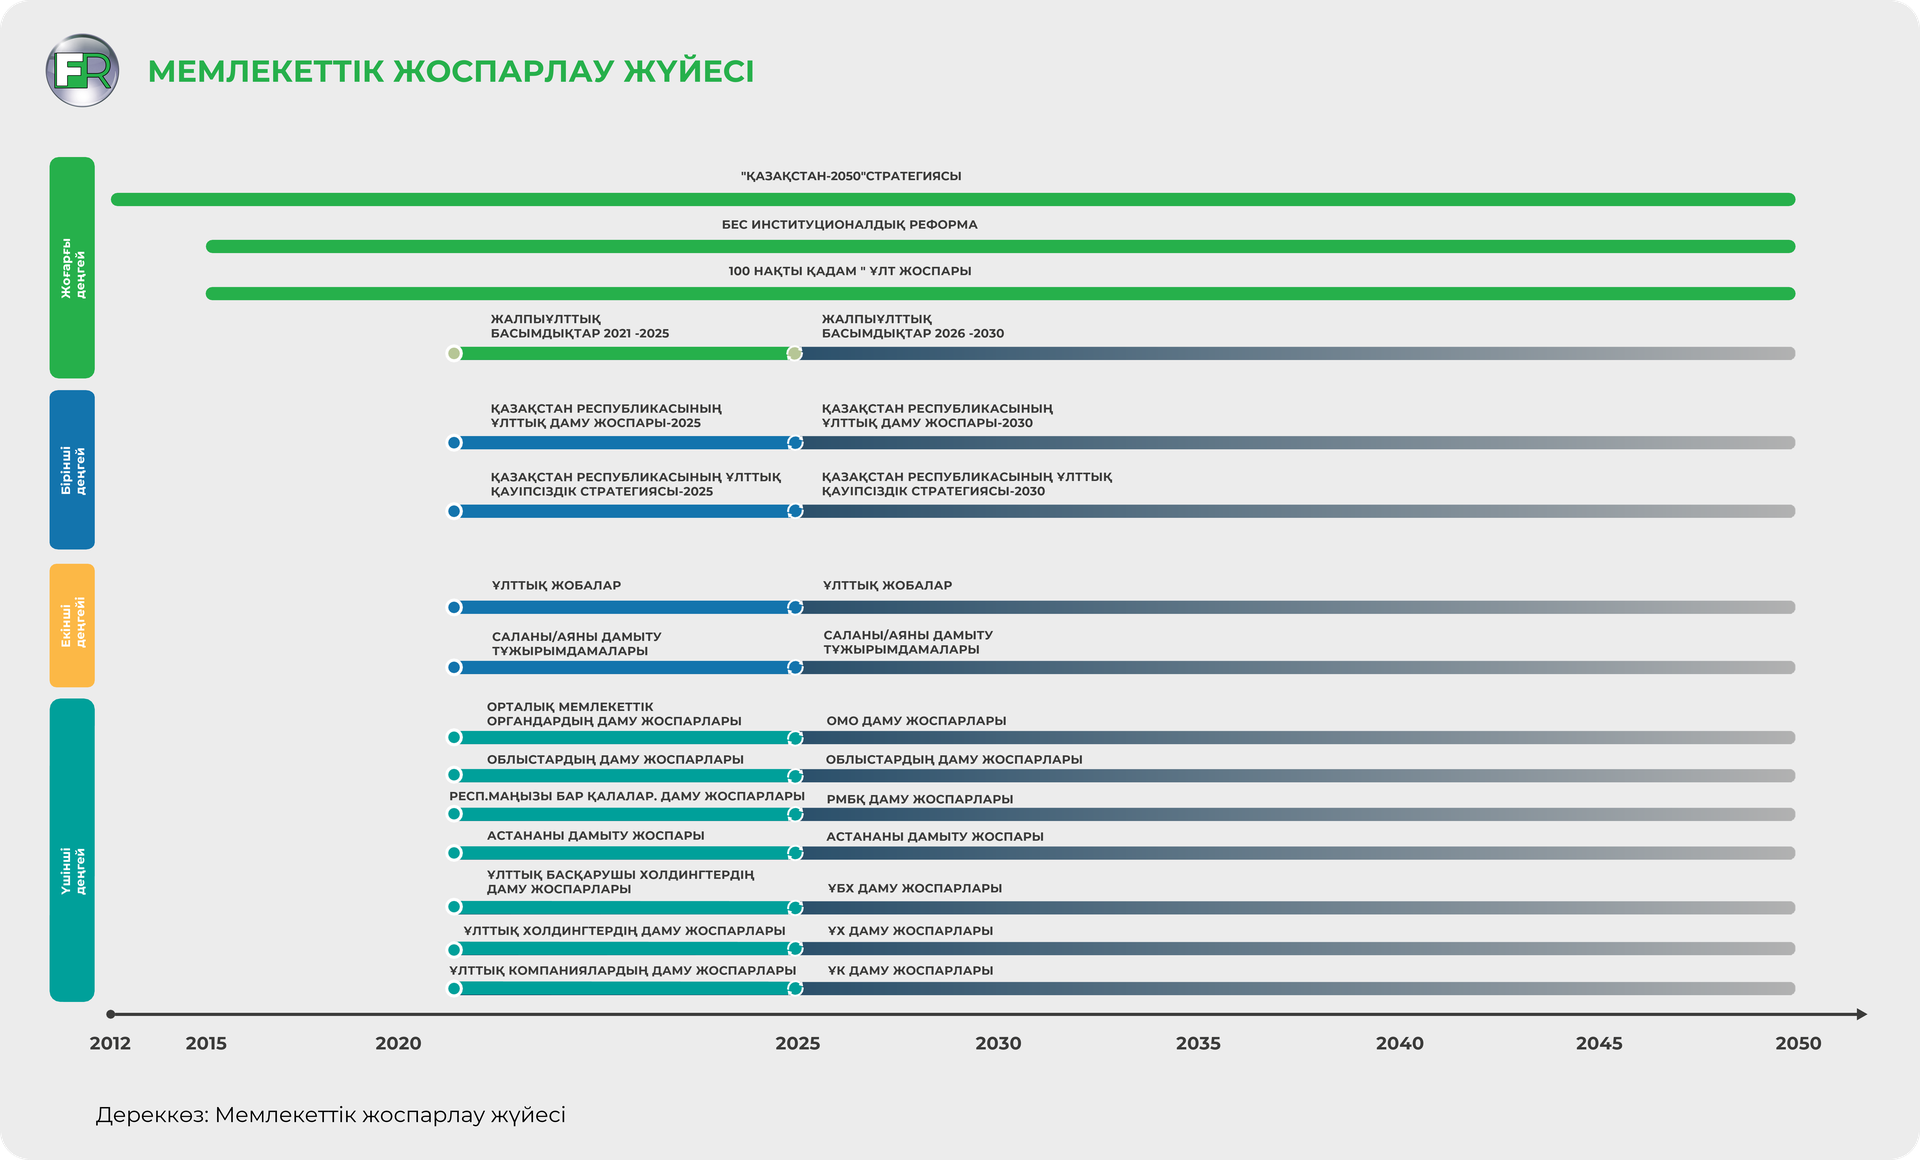 FR
МЕМЛЕКЕТТІК ЖОСПАРЛАУ ЖҮЙЕСІ
Жоғарғы
деңгей
"ҚАЗАҚСТАН-2050"СТРАТЕГИЯСЫ
БЕС ИНСТИТУЦИОНАЛДЫҚ РЕФОРМА
100 НАҚТЫ ҚАДАМ " ҰЛТ ЖОСПАРЫ
ЖАЛПЫҰЛТТЫҚ
БАСЫМДЫҚТАР 2021 -2025
ЖАЛПЫҰЛТТЫҚ
БАСЫМДЫҚТАР 2026 -2030
Бірінші
деңгей
ҚАЗАҚСТАН РЕСПУБЛИКАСЫНЫҢ
ҰЛТТЫҚ ДАМУ ЖОСПАРЫ-2025
ҚАЗАҚСТАН РЕСПУБЛИКАСЫНЫҢ
ҰЛТТЫҚ ДАМУ ЖОСПАРЫ-2030
ҚАЗАҚСТАН РЕСПУБЛИКАСЫНЫҢ ҰЛТТЫҚ
ҚАУІПСІЗДІК СТРАТЕГИЯСЫ-2025
ҚАЗАҚСТАН РЕСПУБЛИКАСЫНЫҢ ҰЛТТЫҚ
ҚАУІПСІЗДІК СТРАТЕГИЯСЫ-2030
Екінші
деңгейі
ҰЛТТЫҚ ЖОБАЛАР
ҰЛТТЫҚ ЖОБАЛАР
САЛАНЫ/АЯНЫ ДАМЫТУ
ТҰЖЫРЫМДАМАЛАРЫ
САЛАНЫ/АЯНЫ ДАМЫТУ
ТҰЖЫРЫМДАМАЛАРЫ
Үшінші
деңгей
ОРТАЛЫҚ МЕМЛЕКЕТТІК
ОРГАНДАРДЫҢ ДАМУ ЖОСПАРЛАРЫ
ОМО ДАМУ ЖОСПАРЛАРЫ
ОБЛЫСТАРДЫҢ ДАМУ ЖОСПАРЛАРЫ
ОБЛЫСТАРДЫҢ ДАМУ ЖОСПАРЛАРЫ
РЕСП.МАҢЫЗЫ БАР ҚАЛАЛАР. ДАМУ ЖОСПАРЛАРЫ
РМБҚ ДАМУ ЖОСПАРЛАРЫ
АСТАНАНЫ ДАМЫТУ ЖОСПАРЫ
АСТАНАНЫ ДАМЫТУ ЖОСПАРЫ
ҰЛТТЫҚ БАСҚАРУШЫ ХОЛДИНГТЕРДІҢ
ДАМУ ЖОСПАРЛАРЫ
ҰБХ ДАМУ ЖОСПАРЛАРЫ
ҰЛТТЫҚ ХОЛДИНГТЕРДІҢ ДАМУ ЖОСПАРЛАРЫ
ҰХ ДАМУ ЖОСПАРЛАРЫ
ҰЛТТЫҚ КОМПАНИЯЛАРДЫҢ ДАМУ ЖОСПАРЛАРЫ
ҰК ДАМУ ЖОСПАРЛАРЫ
2012 2015 2020 2025 2030 2035 2040 2045 2050
Дереккөз: Мемлекеттік жоспарлау жүйесі